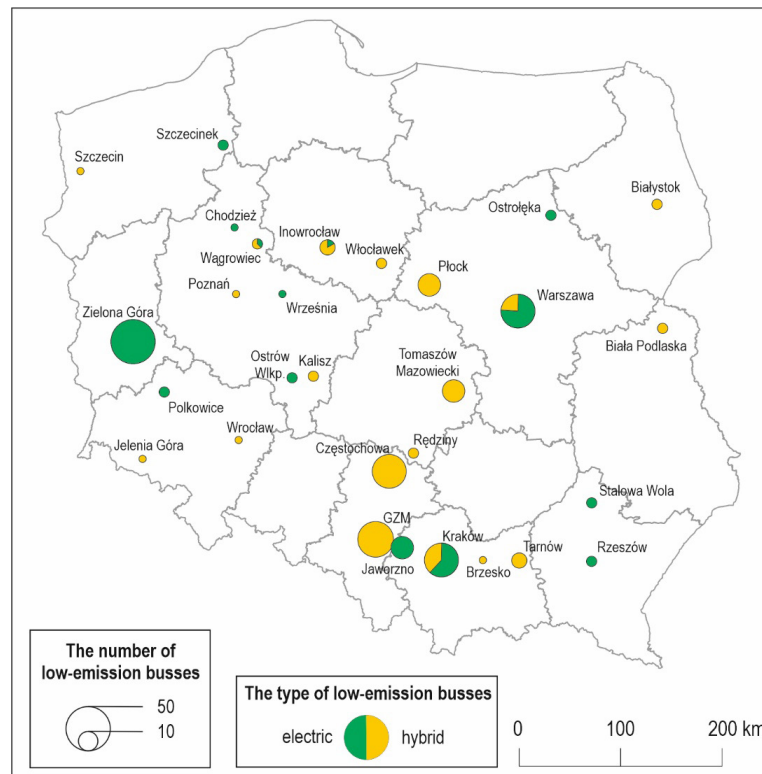 Szczecinek
Szczecin
Białystok
Chodzież
Ostrołęka
Inowrocław
Wągrowiec
Włocławek
Płock
Poznań
Września
Warszawa
Zielona Góra
Biała Podlaska
Ostrów
Wlkp.
Kalisz
Tomaszów
Mazowiecki
Polkowice
Wrocław
Jelenia Góra
Rędziny
Częstochowa
Stalowa Wola
GZM
Kraków
Tarnów
Rzeszów
Jaworzno
Brzesko
The number of
low-emission busses
50
10
The type of low-emission busses
electric
hybrid
0 100 200 km